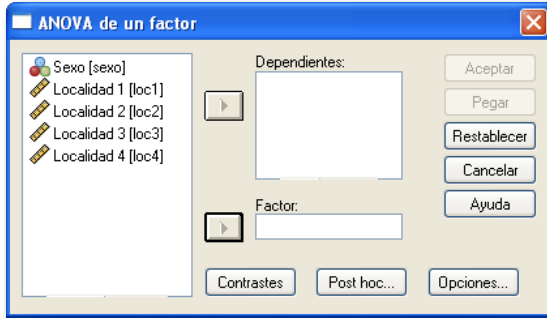 ANOVA de un factor
Sexo [sexo]
Localidad 1 [loc1]
Localidad 2 [loc2]
Localidad 3 [loc3]
Localidad 4 [loc4]
Dependientes:
Factor:
Aceptar
Pegar
Restablecer
Cancelar
Ayuda
Contrastes
Post hoc...
Opciones...